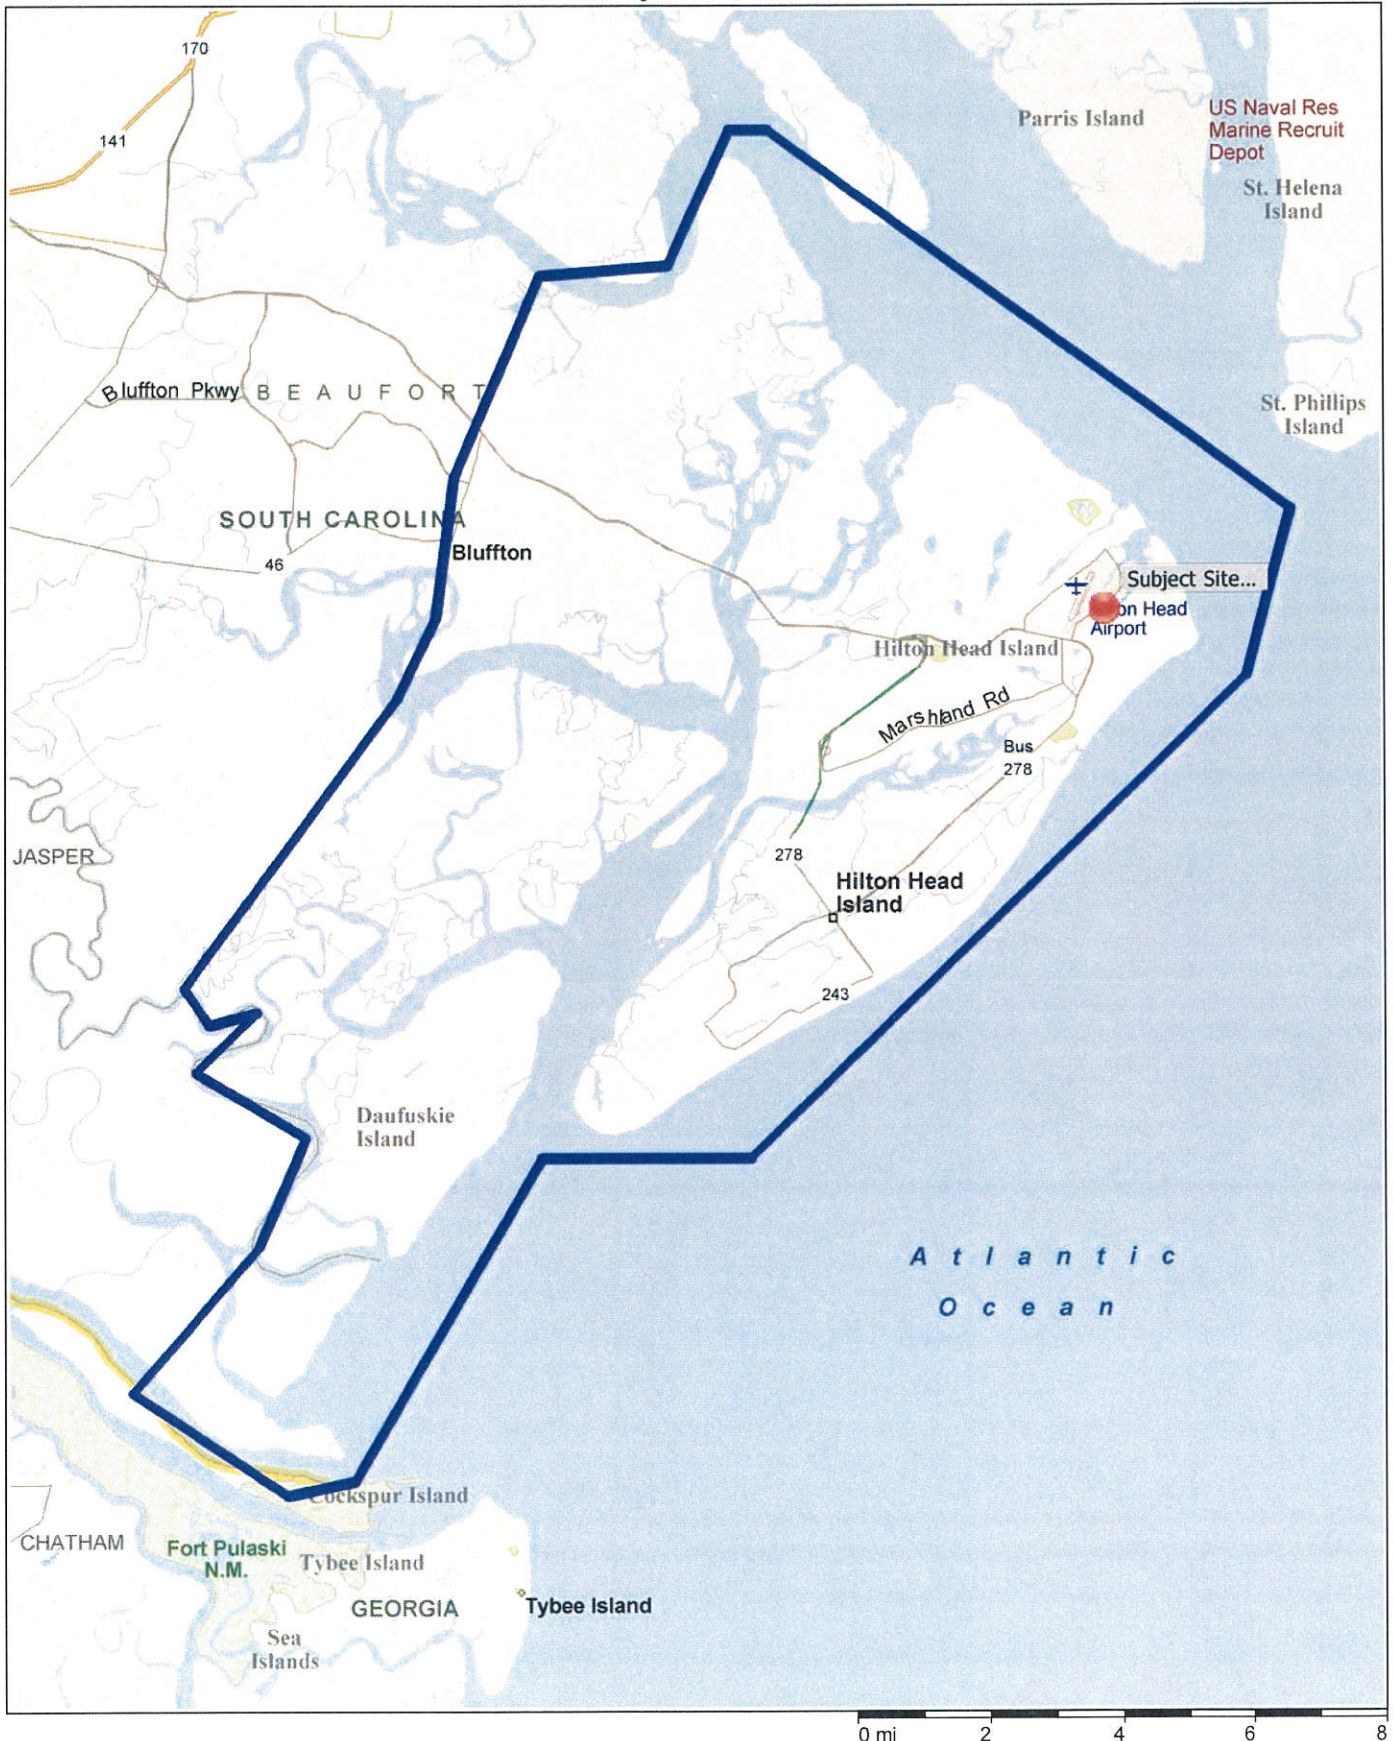 170
141
Parris Island
US Naval Res
Marine Recruit
Depot
St. Helena
Island
Bluffton Pkwy
BEAUFORT
St. Phillips
Island
SOUTH CAROLINA
46
Bluffton
Subject Site...
on Head
Airport
Hilton Head Island
Marshland Rd
Bus
278
JASPER
278
Hilton Head
Island
243
Daufuskie
Island
Atlantic
Ocean
Cockspur Island
CHATHAM
Fort Pulaski
N.M.
Tybee Island
GEORGIA
Tybee Island
Sea
Islands
0 mi 2 4 6 8